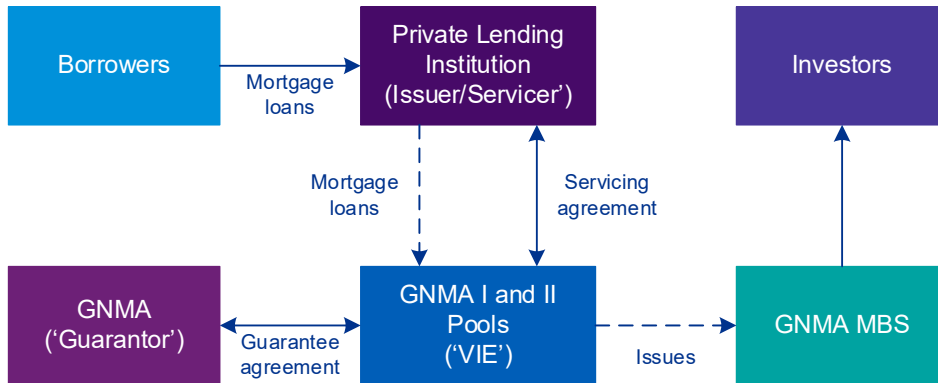 Borrowers
Mortgage
loans
Private Lending
Institution
(Issuer/Servicer’)
Investors
Mortgage
loans
Servicing
agreement
GNMA
(‘Guarantor’)
Guarantee
agreement
GNMA I and II
Pools
(‘VIE’)
Issues
GNMA MBS